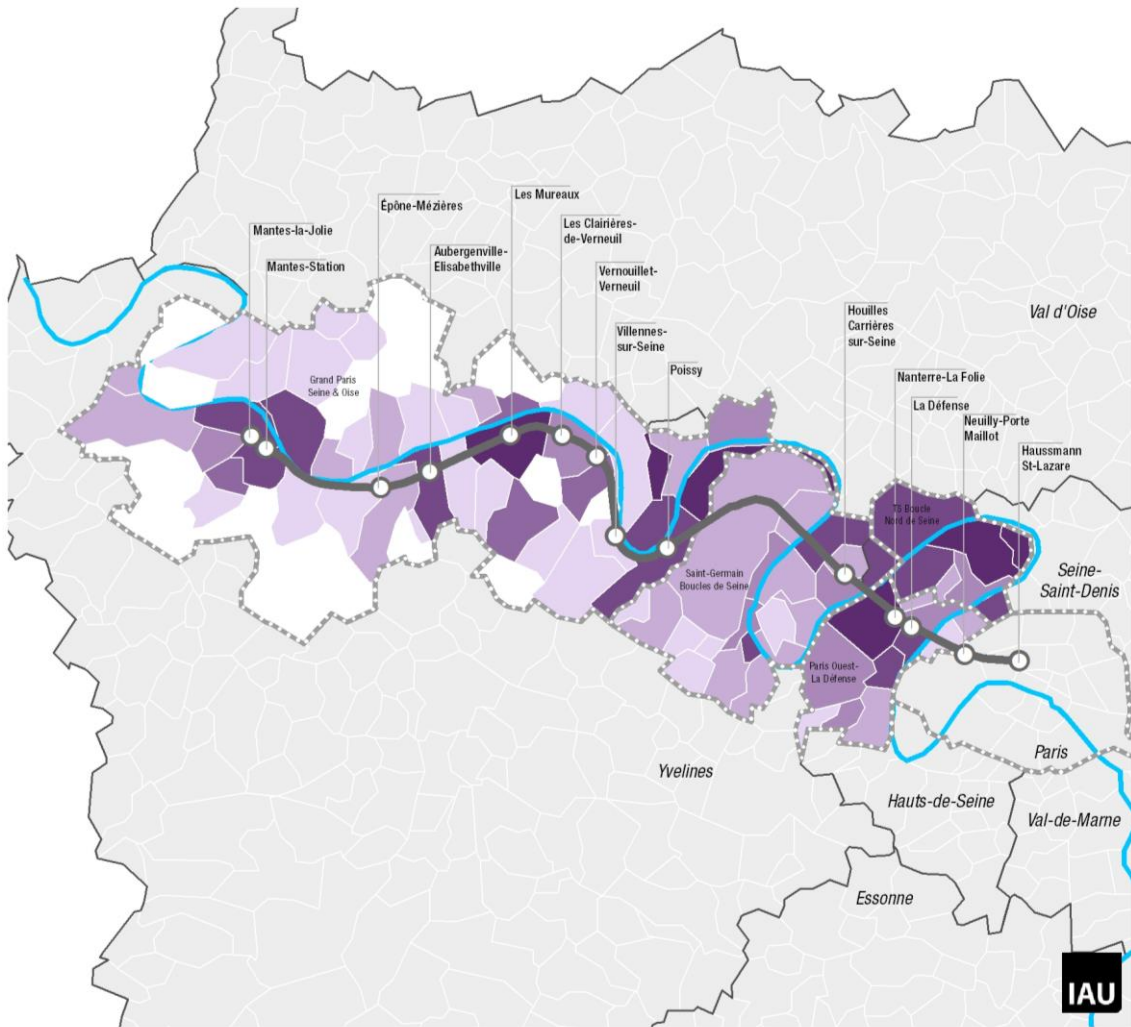 Mantes-la-Jolie
Mantes-Station
Épône-Mézières
Aubergenville-
Elisabethville
Les Mureaux
Les Clairières-
de-Verneuil
Vernouillet-
Verneuil
Villennes-
sur-Seine
Poissy
Houilles
Carrières
sur-Seine
Nanterre-La Folie
La Défense
Neuilly-Porte
Maillot
Haussmann
St-Lazare
Val d'Oise
Grand Paris
Seine & Oise
T5 Boucle
Nord de Seine
Saint-Germain
Boucles de Seine
Paris Ouest-
La Défense
Seine-
Saint-Denis
Paris
Yvelines
Hauts-de-Seine
Val-de-Marne
Essonne
IAU